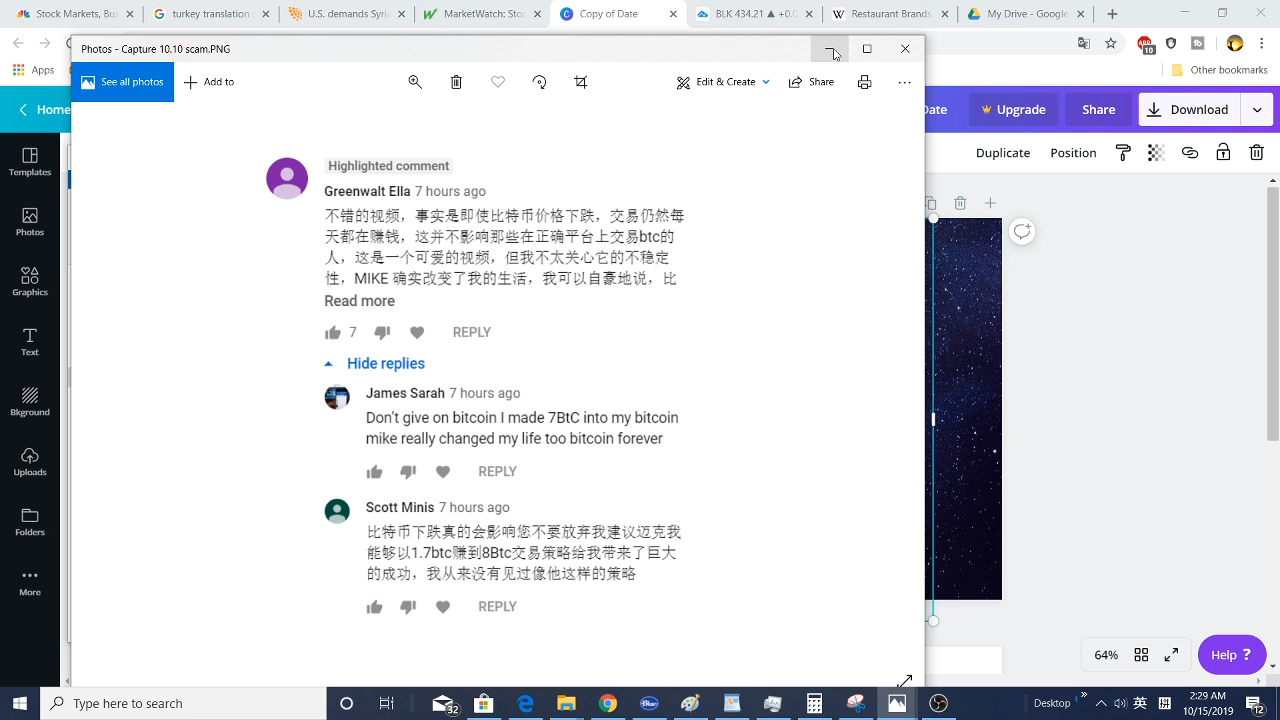 rec's Bus
turkey translatio
(1) 美投君
MarketWatch: Stoc
Copy of Date
BLK 434.21 ▲ +0.
Restaurant Brands
My Drive - Google
Photos - Capture 10.10 scam.PNG
Apps
Other bookmarks
See all photos
Add to
Edit & Create
Share
Home
Date
Upgrade
Share
Download
Duplicate
Position
Templates
Photos
Graphics
Text
Bkground
Uploads
Folders
More
Highlighted comment
Greenwalt Ella 7 hours ago
不错的视频，事实是即使比特币价格下跌，交易仍然每
天都在赚钱，这并不影响那些在正确平台上交易btc的
人，这是一个可爱的视频，但我不太关心它的不稳定
性，MIKE 确实改变了我的生活，我可以自豪地说，比
Read more
7
REPLY
Hide replies
James Sarah 7 hours ago
Don't give on bitcoin I made 7BtC into my bitcoin
mike really changed my life too bitcoin forever
REPLY
Scott Minis 7 hours ago
比特币下跌真的会影响您不要放弃我建议迈克我
能够以1.7btc赚到8Btc交易策略给我带来了巨大
的成功，我从来没有见过像他这样的策略
REPLY
64%
Help ?
Type here to search
32
Desktop
英
2:29 AM
10/15/2019
2